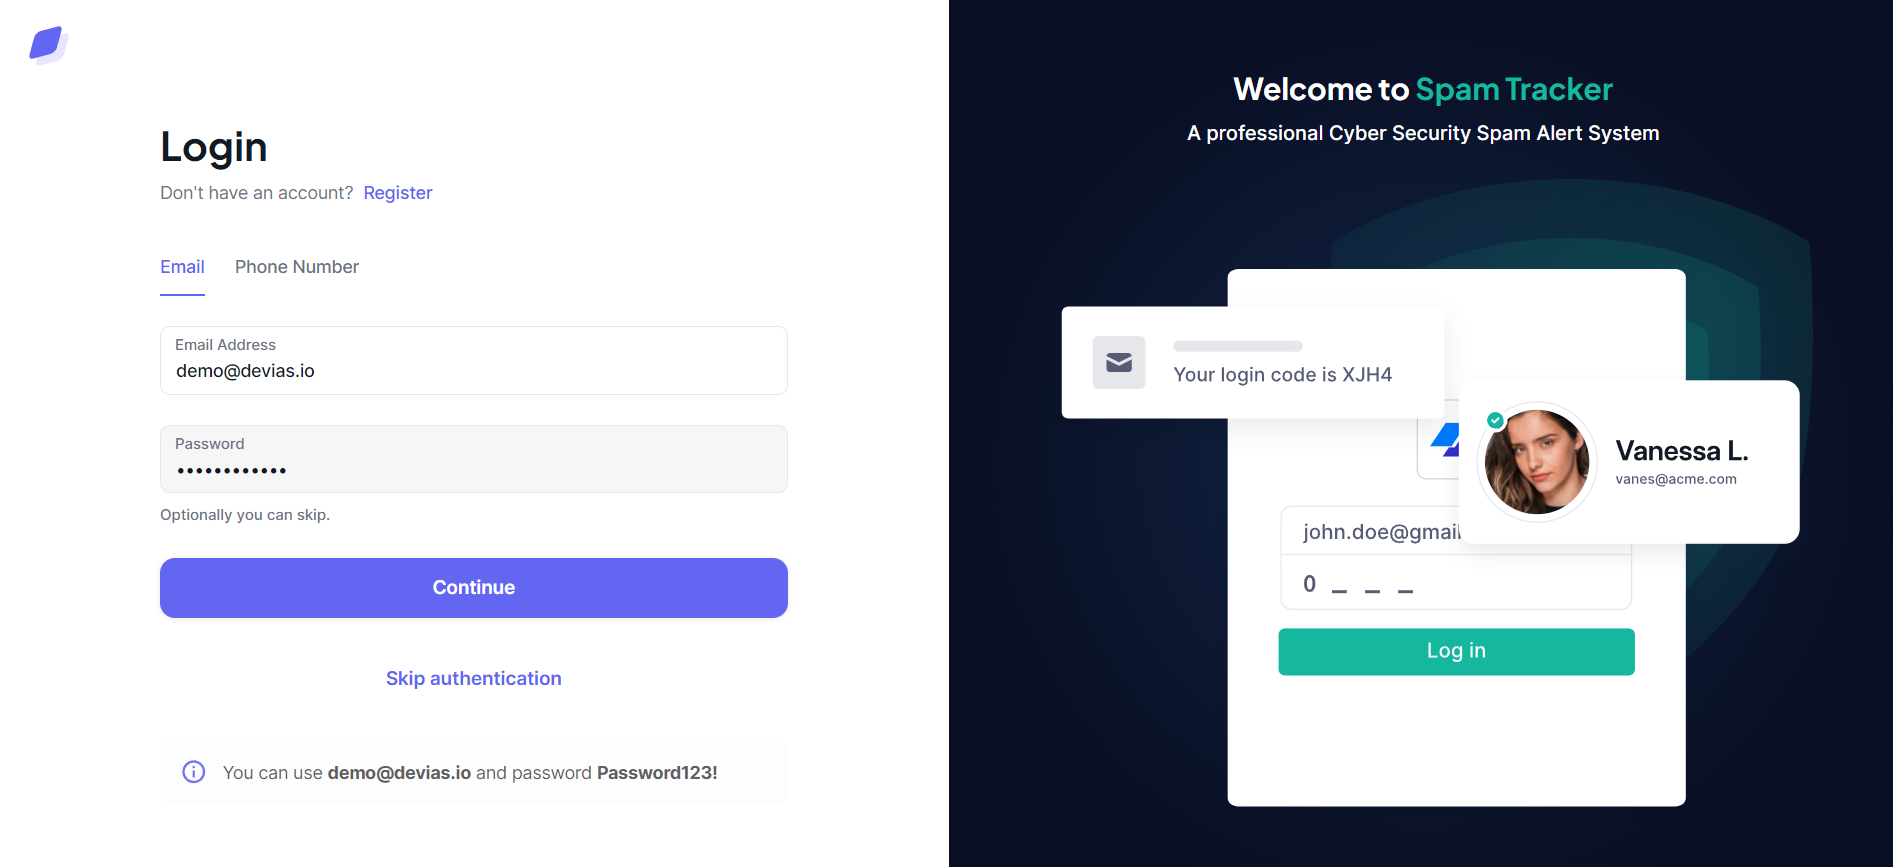 Login
Don't have an account? Register
Email Phone Number
Email Address
demo@devias.io
Password
••••••••••••
Optionally you can skip.
Continue
Skip authentication
You can use demo@devias.io and password Password123!
Welcome to Spam Tracker
A professional Cyber Security Spam Alert System
Your login code is XJH4
Vanessa L.
vanes@acme.com
john.doe@gmail
0 _ _ _
Log in